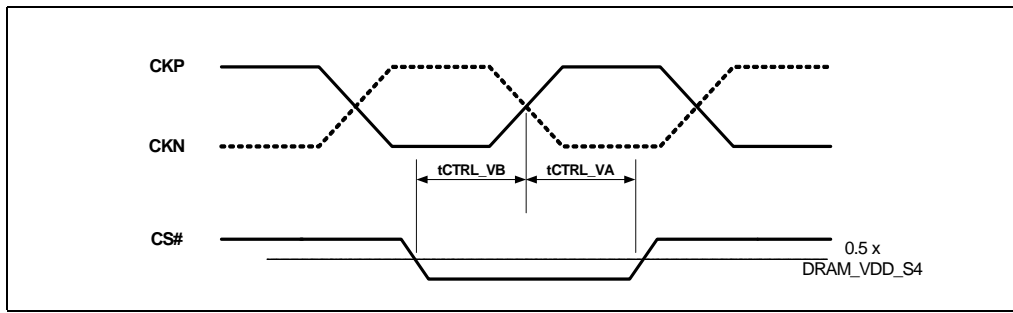 CKP
CKN
tCTRL_VB
tCTRL_VA
CS#
0.5 x
DRAM_VDD_S4